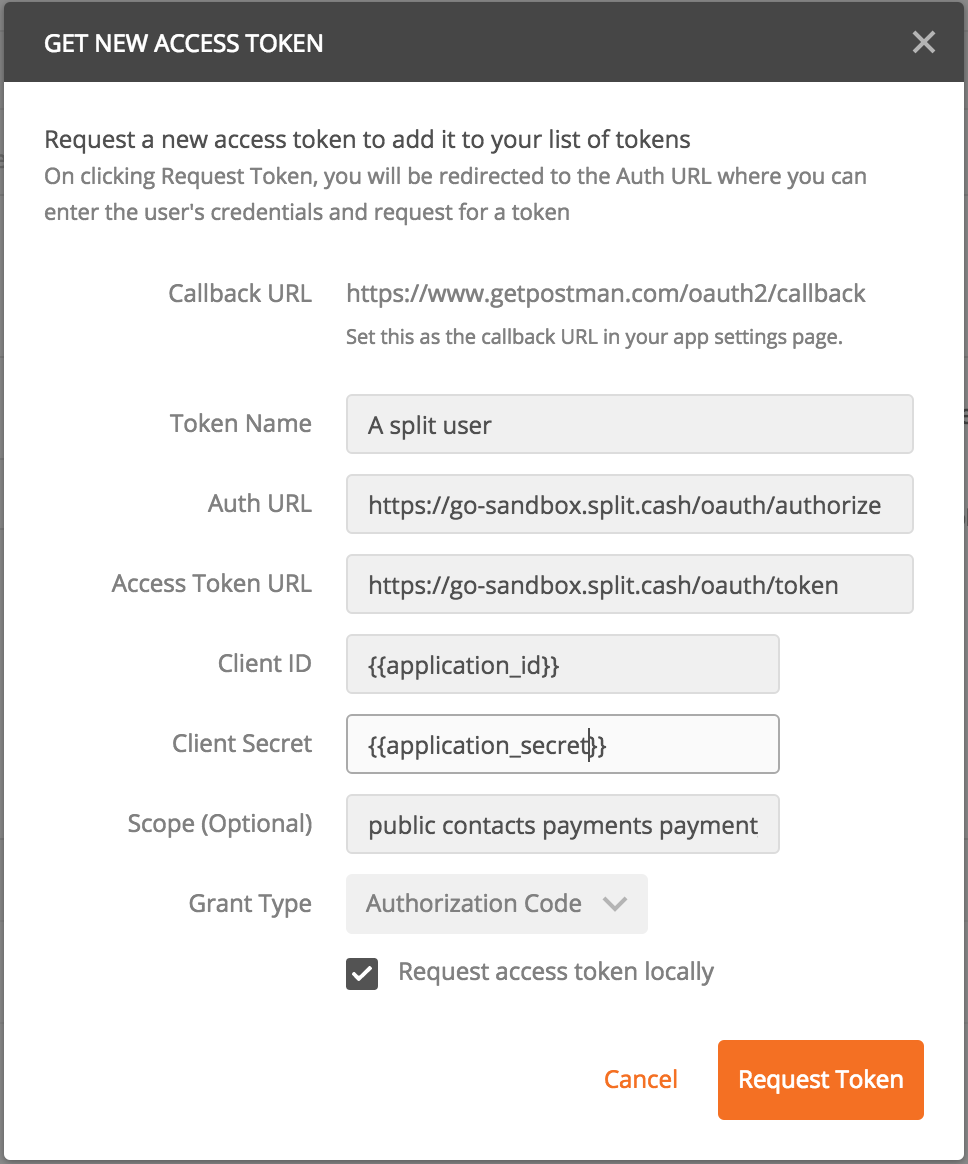 GET NEW ACCESS TOKEN
Request a new access token to add it to your list of tokens
On clicking Request Token, you will be redirected to the Auth URL where you can
enter the user's credentials and request for a token
Callback URL https://www.getpostman.com/oauth2/callback
Set this as the callback URL in your app settings page.
Token Name A split user
Auth URL https://go-sandbox.split.cash/oauth/authorize
Access Token URL https://go-sandbox.split.cash/oauth/token
Client ID {{application_id}}
Client Secret {{application_secret}}
Scope (Optional) public contacts payments payment
Grant Type Authorization Code
Request access token locally
Cancel Request Token